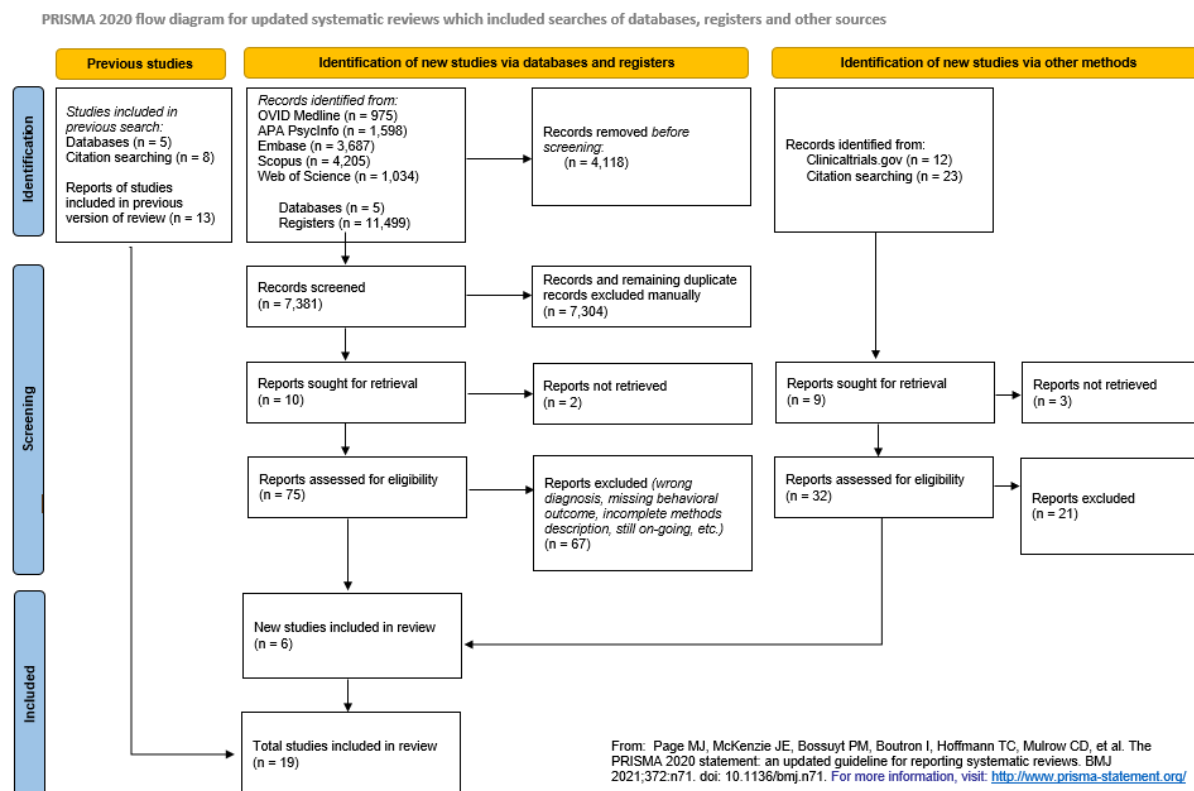 PRISMA 2020 flow diagram for updated systematic reviews which included searches of databases, registers and other sources
Previous studies
Identification of new studies via databases and registers
Identification of new studies via other methods
Identification
Studies included in
previous search:
Databases (n = 5)
Citation searching (n = 8)
Reports of studies
included in previous
version of review (n = 13)
Records identified from:
OVID Medline (n = 975)
APA PsycInfo (n = 1,598)
Embase (n = 3,687)
Scopus (n = 4,205)
Web of Science (n = 1,034)
Databases (n = 5)
Registers (n = 11,499)
Records removed before
screening:
(n = 4,118)
Records identified from:
Clinicaltrials.gov (n = 12)
Citation searching (n = 23)
Screening
Records screened
(n = 7,381)
Records and remaining duplicate
records excluded manually
(n = 7,304)
Reports sought for retrieval
(n = 10)
Reports not retrieved
(n = 2)
Reports sought for retrieval
(n = 9)
Reports not retrieved
(n = 3)
Reports assessed for eligibility
(n = 75)
Reports excluded (wrong
diagnosis, missing behavioral
outcome, incomplete methods
description, still on-going, etc.)
(n = 67)
Reports assessed for eligibility
(n = 32)
Reports excluded
(n = 21)
Included
New studies included in review
(n = 6)
Total studies included in review
(n = 19)
From: Page MJ, McKenzie JE, Bossuyt PM, Boutron I, Hoffmann TC, Mulrow CD, et al. The
PRISMA 2020 statement: an updated guideline for reporting systematic reviews. BMJ
2021;372:n71. doi: 10.1136/bmj.n71. For more information, visit: http://www.prisma-statement.org/